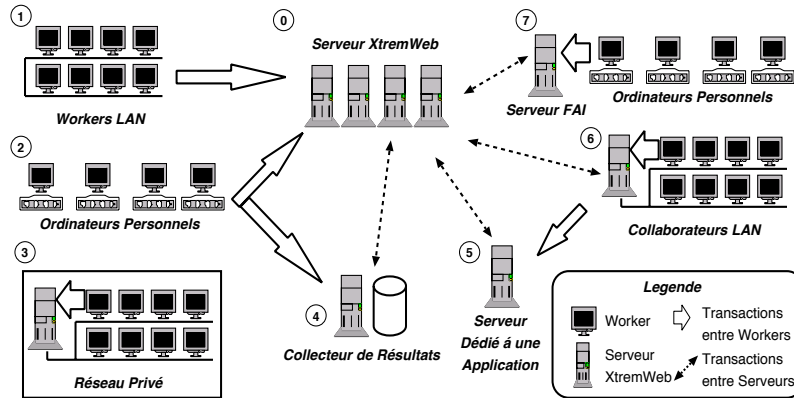 1
0
7
Serveur XtremWeb
Workers LAN
Serveur FAI
Ordinateurs Personnels
2
6
Ordinateurs Personnels
Collaborateurs LAN
3
4
5
Collecteur de Résultats
Serveur
Dédié á une
Application
Réseau Privé
Legende
Worker
Transactions
entre Workers
Serveur
XtremWeb
Transactions
entre Serveurs